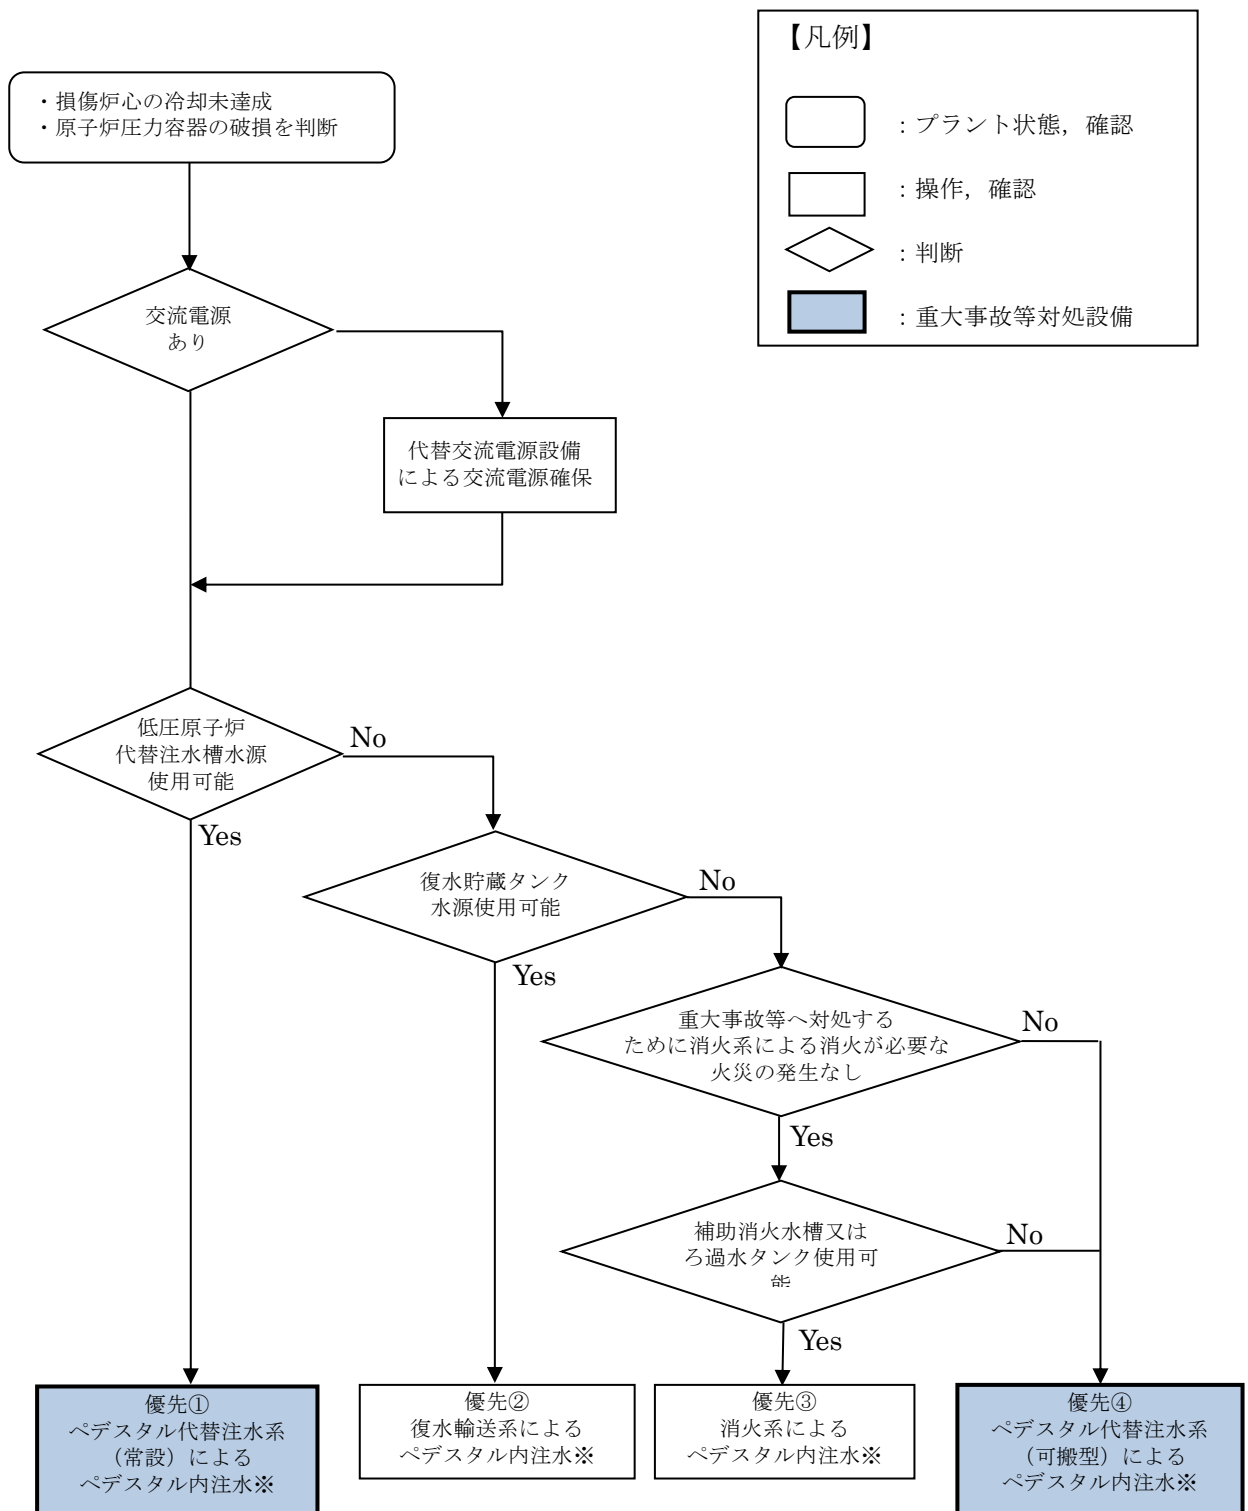 【凡例】
：プラント状態，確認
：操作，確認
：判断
：重大事故等対処設備
・損傷炉心の冷却未達成
・原子炉圧力容器の破損を判断
交流電源
あり
代替交流電源設備
による交流電源確保
低圧原子炉
代替注水槽水源
使用可能
No
Yes
復水貯蔵タンク
水源使用可能
No
Yes
重大事故等へ対処する
ために消火系による消火が必要な
火災の発生なし
No
Yes
補助消火水槽又は
ろ過水タンク使用可
能
No
Yes
優先①
ペデスタル代替注水系
（常設）による
ペデスタル内注水※
優先②
復水輸送系による
ペデスタル内注水※
優先③
消火系による
ペデスタル内注水※
優先④
ペデスタル代替注水系
（可搬型）による
ペデスタル内注水※